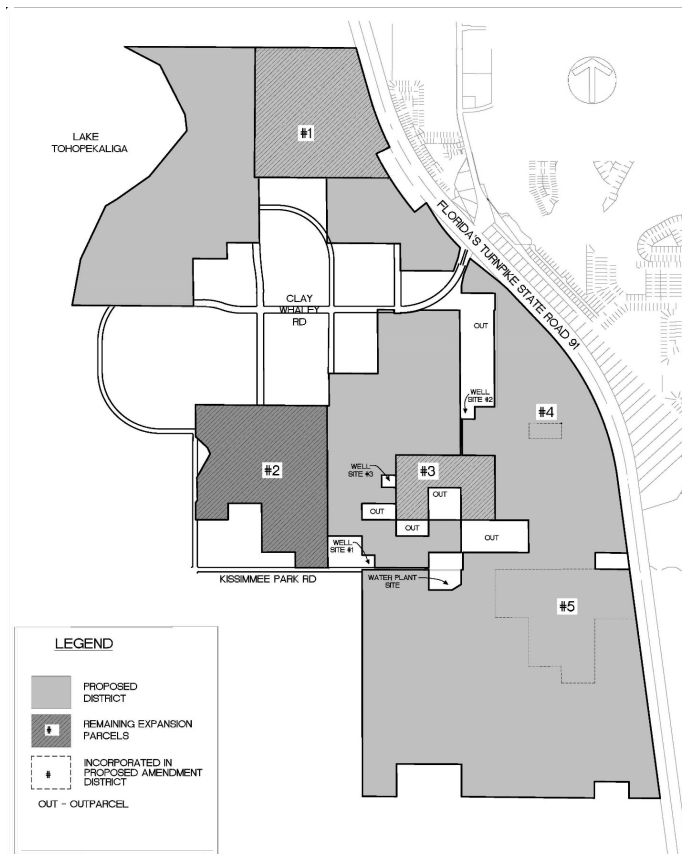 LAKE
TOHOPEKALIGA
#1
FLORIDA'S TURNPIKE STATE ROAD 91
CLAY
WHALEY
RD
OUT
WELL
SITE #2
#4
#2
WELL
SITE #3
#3
OUT
OUT
OUT
OUT
WELL
SITE #1
KISSIMMEE PARK RD
WATER PLANT
SITE
#5
LEGEND
PROPOSED
DISTRICT
#
REMAINING EXPANSION
PARCELS
#
INCORPORATED IN
PROPOSED AMENDMENT
DISTRICT
OUT - OUTPARCEL